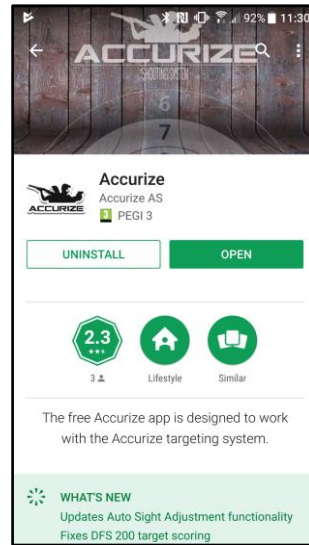 92% 11:30
ACCURIZE
SHOOTING SYSTEM
6
7
Accurize
ACCURIZE
Accurize AS
3 PEGI 3
UNINSTALL OPEN
2.3
3 Lifestyle Similar
The free Accurize app is designed to work
with the Accurize targeting system.
WHAT'S NEW
Updates Auto Sight Adjustment functionality
Fixes DFS 200 target scoring